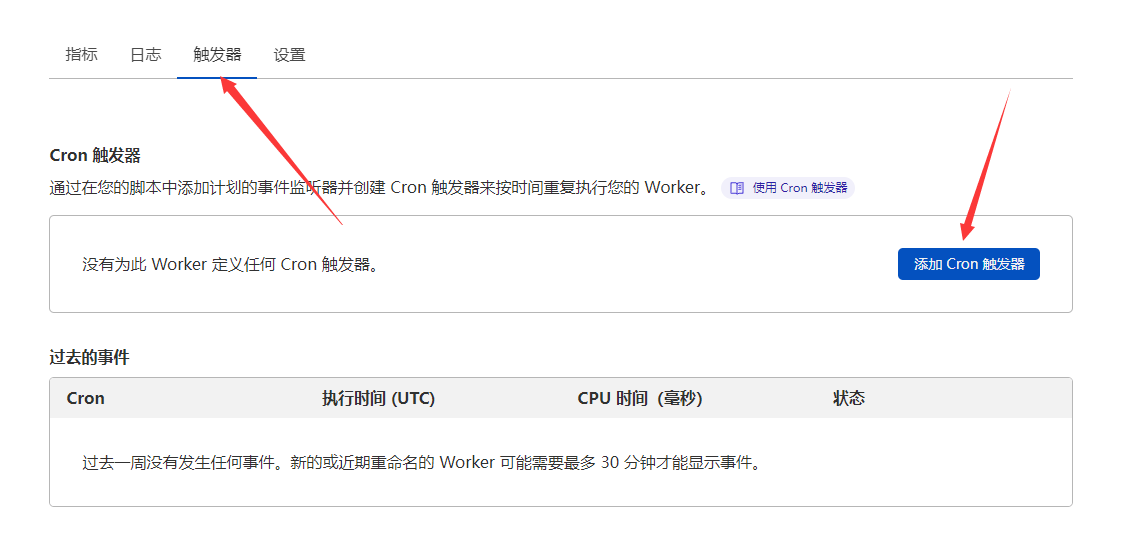 指标 日志 触发器 设置
Cron 触发器
通过在您的脚本中添加计划的事件监听器并创建 Cron 触发器来按时间重复执行您的 Worker。 使用 Cron 触发器
没有为此 Worker 定义任何 Cron 触发器。 添加 Cron 触发器
过去的事件
Cron 执行时间 (UTC) CPU 时间（毫秒） 状态
过去一周没有发生任何事件。新的或近期重命名的 Worker 可能需要最多 30 分钟才能显示事件。